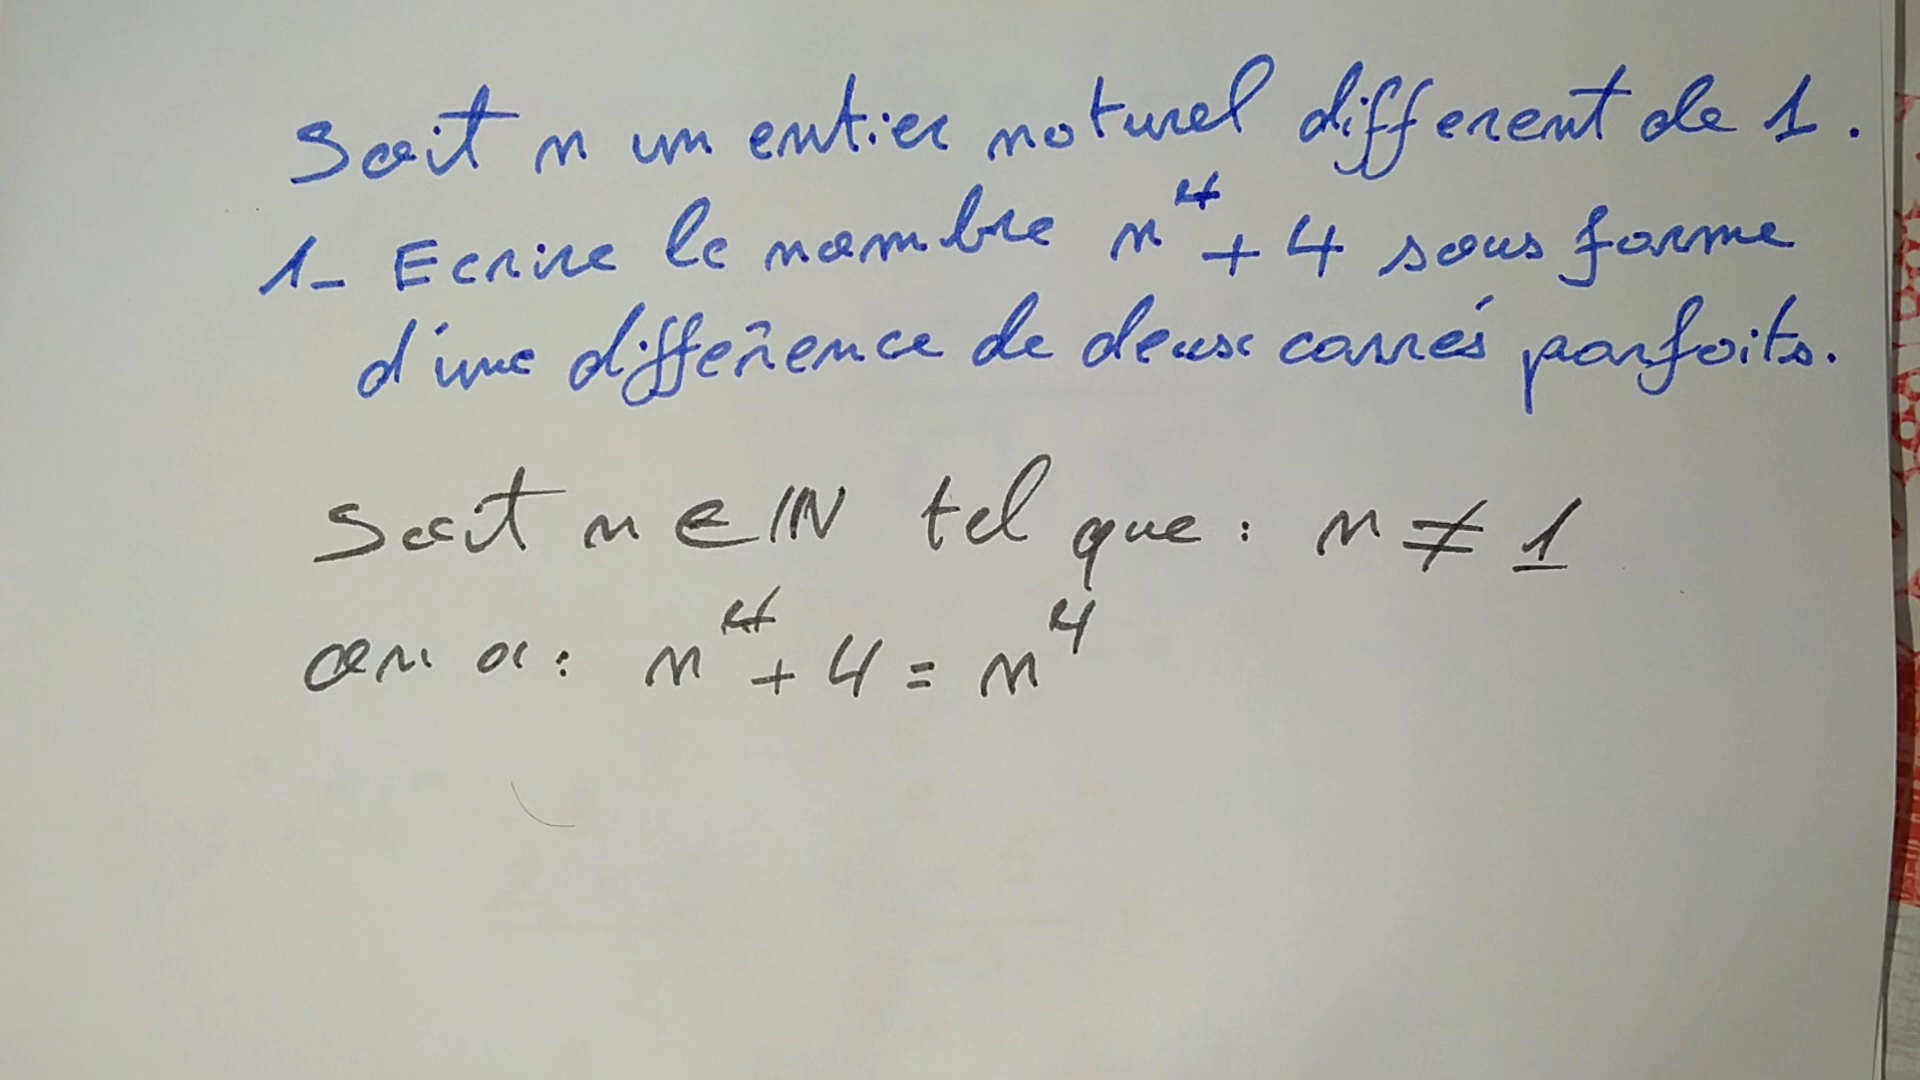 Soit n un entier naturel different de 1.
1- Ecrire le nombre n⁴ + 4 sous forme
d'une différence de deux carrés parfaits.
Soit n ∈ ℕ tel que : n ≠ 1
on a : n⁴ + 4 = n⁴